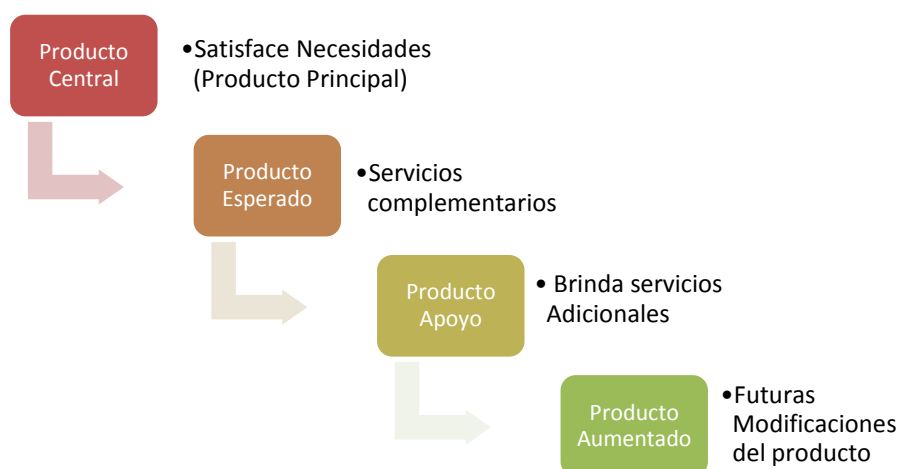 Producto
Central
•Satisface Necesidades
(Producto Principal)
Producto
Esperado
•Servicios
complementarios
Producto
Apoyo
• Brinda servicios
Adicionales
Producto
Aumentado
•Futuras
Modificaciones
del producto